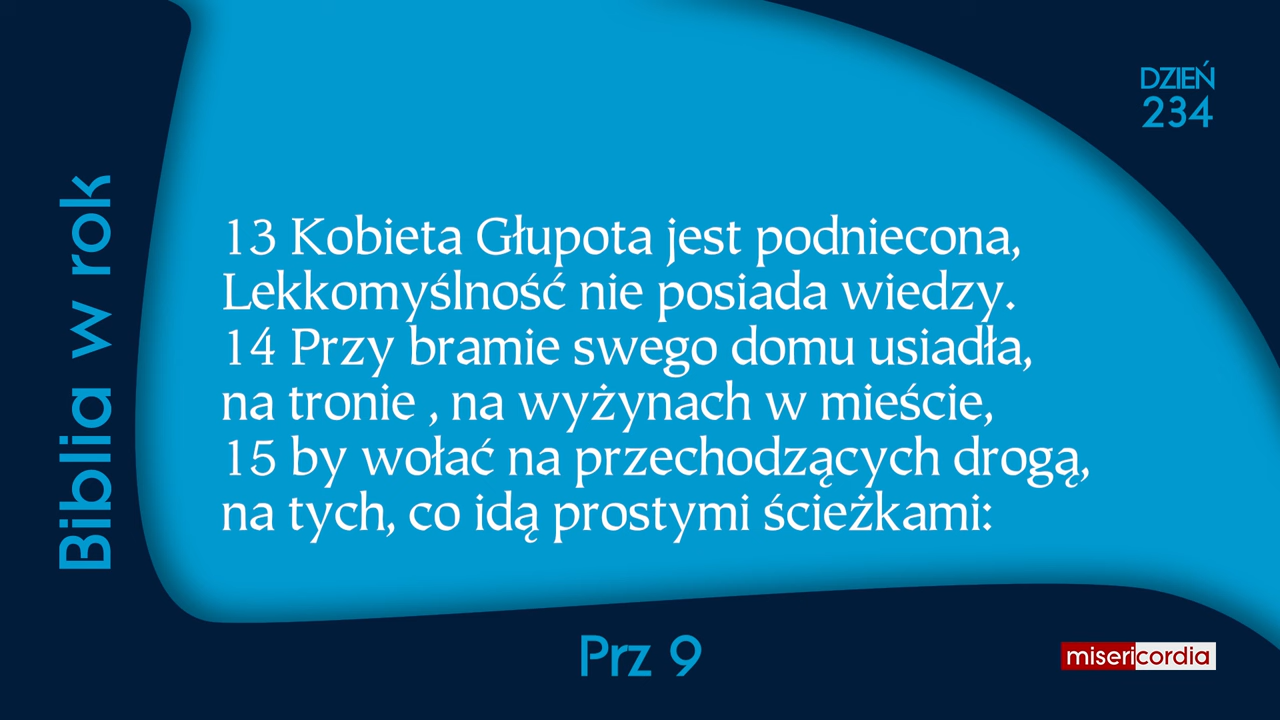 DZIEŃ
234
Biblia w rok
13 Kobieta Głupota jest podniecona,
Lekkomyślność nie posiada wiedzy.
14 Przy bramie swego domu usiadła,
na tronie , na wyżynach w mieście,
15 by wołać na przechodzących drogą,
na tych, co idą prostymi ścieżkami:
Prz 9
misericordia